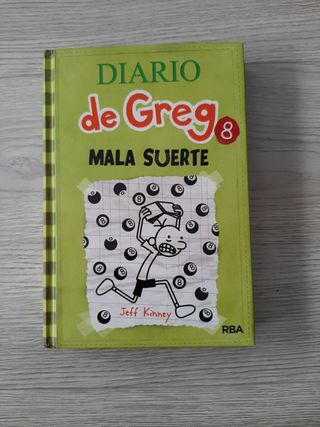 DIARIO
de Greg 8
MALA SUERTE
Jeff Kinney
RBA